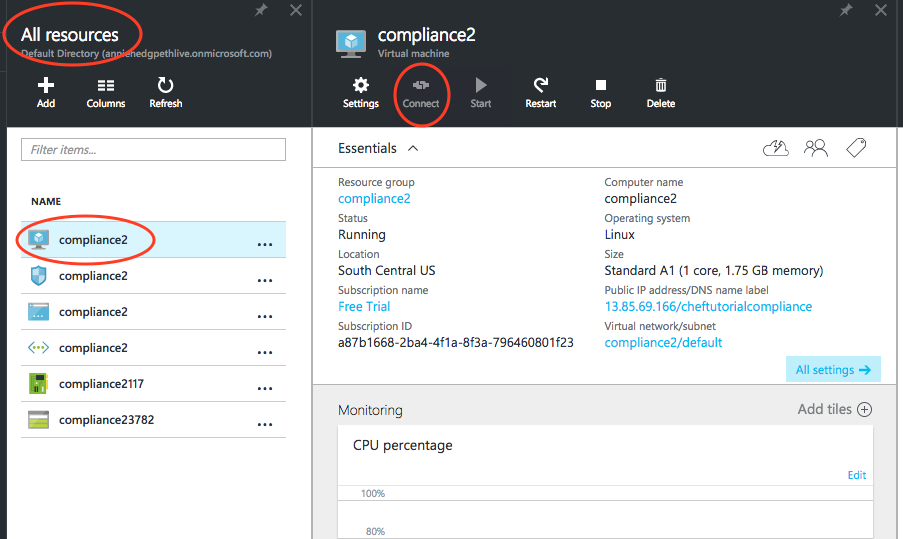 All resources
Default Directory (anniehedgpethlive.onmicrosoft.com)
Add
Columns
Refresh
Filter items...
NAME
compliance2 ...
compliance2 ...
compliance2 ...
compliance2 ...
compliance2117 ...
compliance23782 ...
compliance2
Virtual machine
Settings
Connect
Start
Restart
Stop
Delete
Essentials
Resource group
compliance2
Status
Running
Location
South Central US
Subscription name
Free Trial
Subscription ID
a87b1668-2ba4-4f1a-8f3a-796460801f23
Computer name
compliance2
Operating system
Linux
Size
Standard A1 (1 core, 1.75 GB memory)
Public IP address/DNS name label
13.85.69.166/cheftutorialcompliance
Virtual network/subnet
compliance2/default
All settings
Monitoring
Add tiles
CPU percentage
Edit
100%
80%